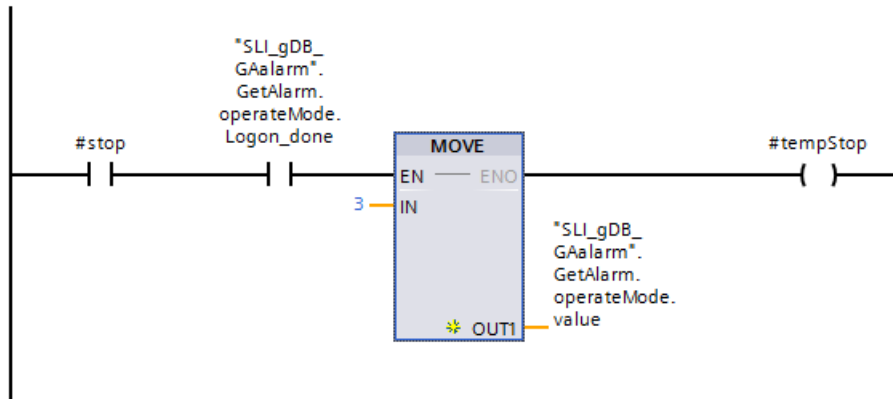 "SLI_gDB_
GAalarm".
GetAlarm.
operateMode.
Logon_done
#stop
MOVE
#tempStop
EN
ENO
3
IN
"SLI_gDB_
GAalarm".
GetAlarm.
operateMode.
value
OUT1